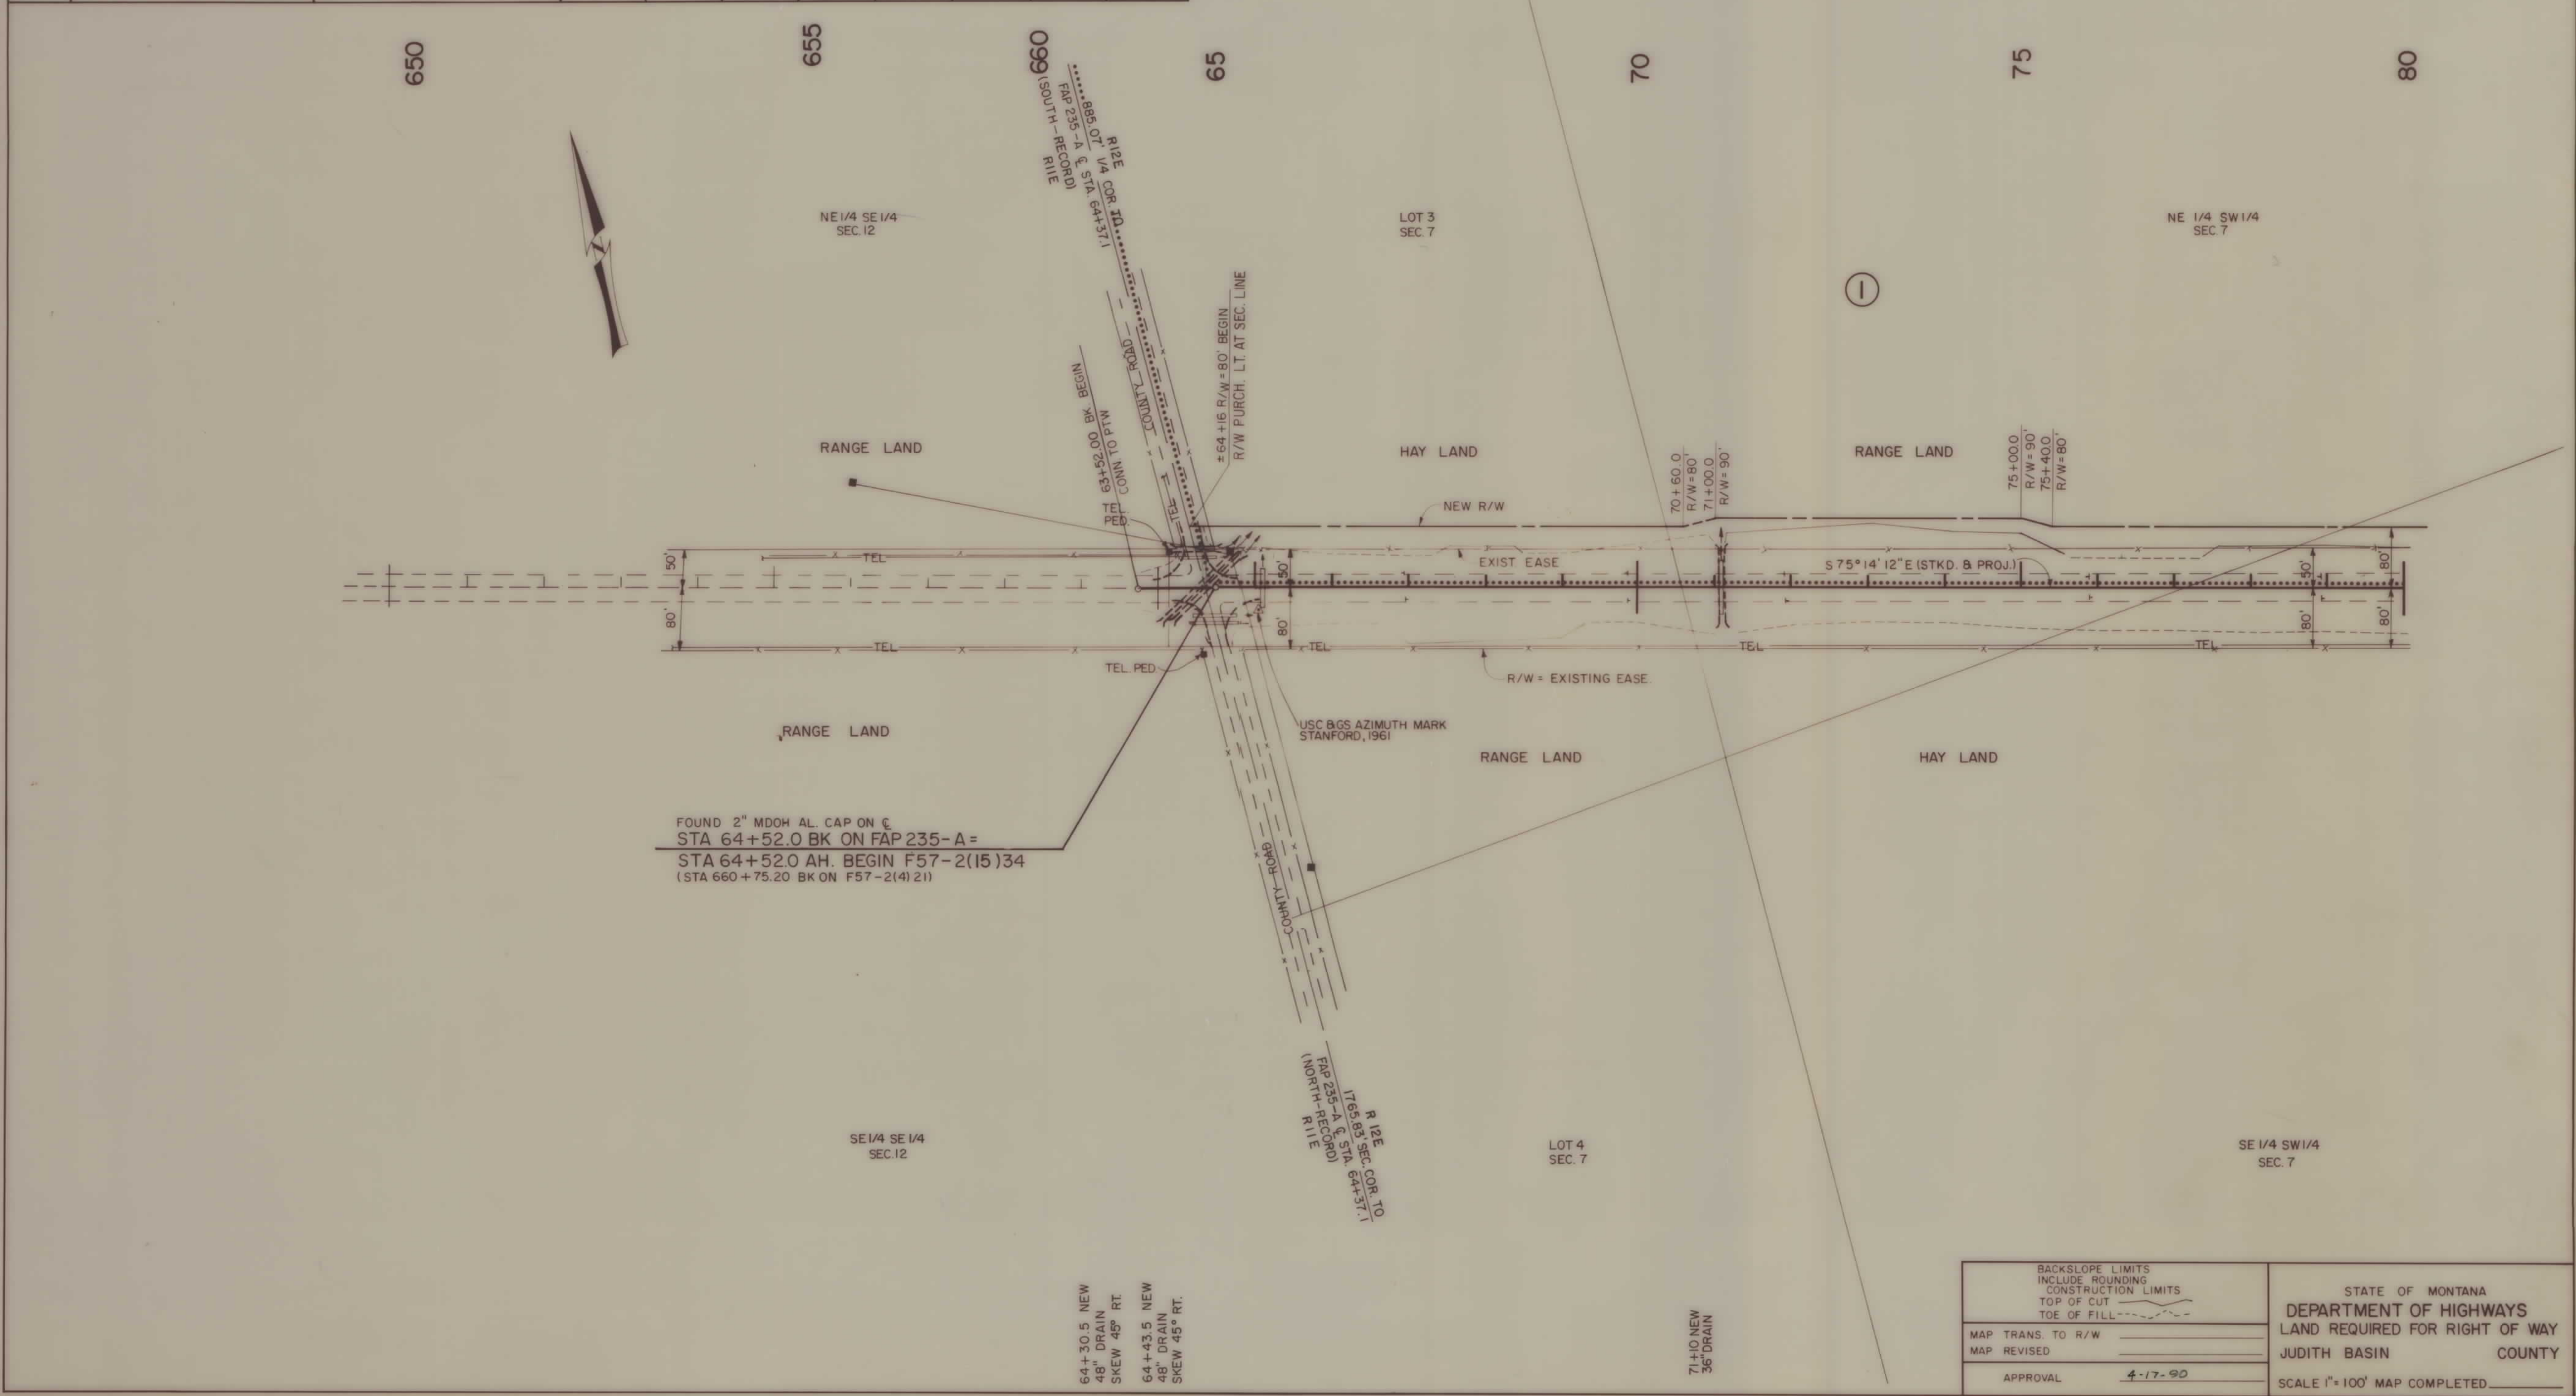 650
655
660
65
70
75
80
R12E
885.07' 1/4 COR. TO
FAP 235-A ℄ STA. 64+37.1
(SOUTH-RECORD)
R11E
NE 1/4 SE 1/4
SEC. 12
LOT 3
SEC. 7
NE 1/4 SW 1/4
SEC. 7
1
COUNTY ROAD
±64+16 R/W=80' BEGIN
R/W PURCH. LT. AT SEC. LINE
63+52.00 BK. BEGIN
CONN TO PTW
TEL.
PED.
TEL
RANGE LAND
HAY LAND
RANGE LAND
70+60.0
R/W=80'
71+00.0
R/W=90'
75+00.0
R/W=90'
75+40.0
R/W=80'
NEW R/W
EXIST EASE
S 75° 14' 12" E (STKD. & PROJ.)
50'
80'
TEL
TEL
50'
80'
TEL
TEL
TEL
50'
80'
80'
80'
TEL. PED.
R/W = EXISTING EASE.
USC & GS AZIMUTH MARK
STANFORD, 1961
RANGE LAND
RANGE LAND
HAY LAND
FOUND 2" MDOH AL. CAP ON ℄
STA 64+52.0 BK ON FAP 235-A =
STA 64+52.0 AH. BEGIN F57-2(15)34
(STA 660+75.20 BK ON F57-2(4)21)
COUNTY ROAD
R 12E
1765.83' SEC. COR. TO
FAP 235-A ℄ STA. 64+37.1
(NORTH-RECORD)
R11E
SE 1/4 SE 1/4
SEC. 12
LOT 4
SEC. 7
SE 1/4 SW 1/4
SEC. 7
64+30.5 NEW
48" DRAIN
SKEW 45° RT.
64+43.5 NEW
48" DRAIN
SKEW 45° RT.
71+10 NEW
36" DRAIN
BACKSLOPE LIMITS
INCLUDE ROUNDING
CONSTRUCTION LIMITS
TOP OF CUT
TOE OF FILL
MAP TRANS. TO R/W
MAP REVISED
APPROVAL 4-17-90
STATE OF MONTANA
DEPARTMENT OF HIGHWAYS
LAND REQUIRED FOR RIGHT OF WAY
JUDITH BASIN COUNTY
SCALE 1"=100' MAP COMPLETED